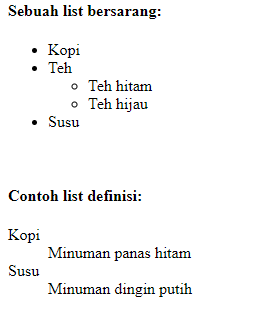 Sebuah list bersarang:
Kopi
Teh
Teh hitam
Teh hijau
Susu
Contoh list definisi:
Kopi
Minuman panas hitam
Susu
Minuman dingin putih